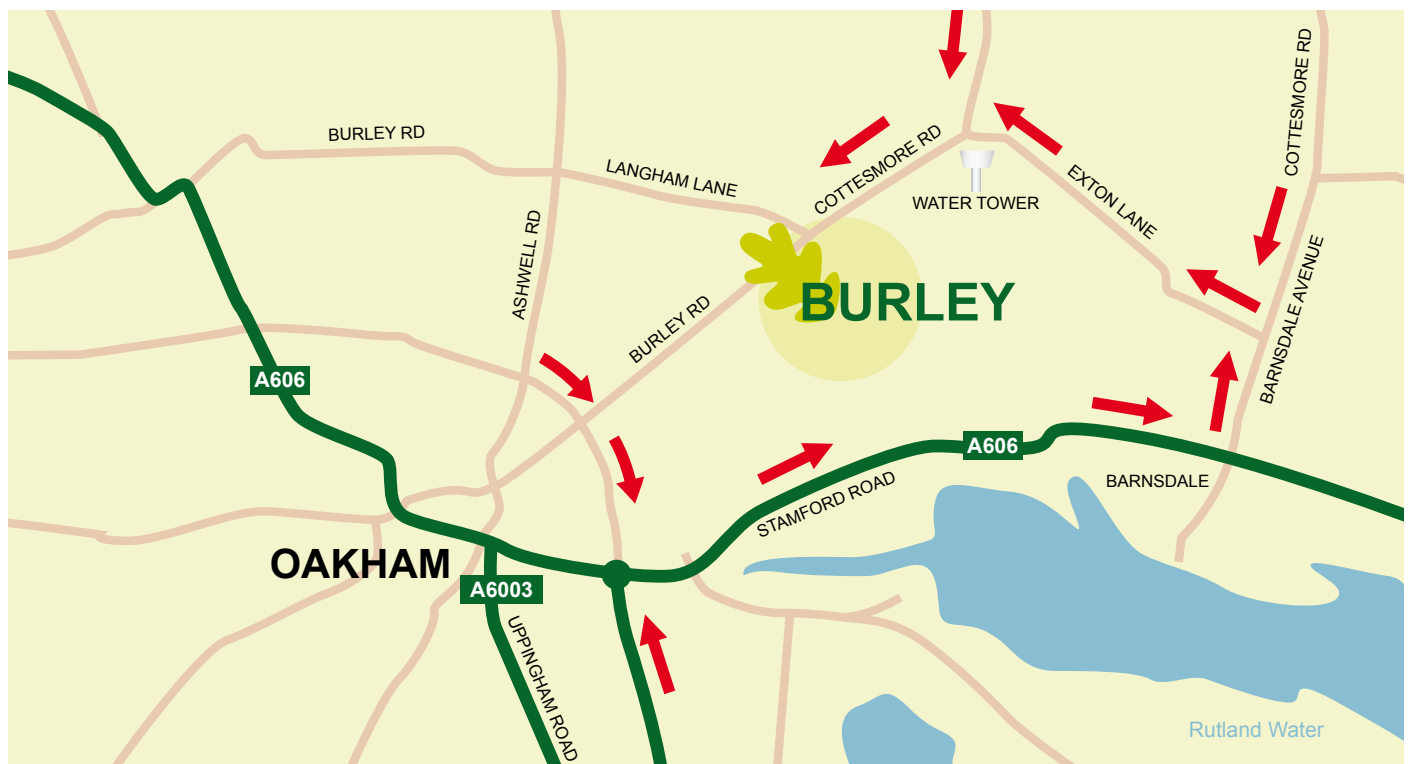 BURLEY RD
COTTESMORE RD
LANGHAM LANE
COTTESMORE RD
WATER TOWER
EXTON LANE
ASHWELL RD
BURLEY RD
BURLEY
BARNSDALE AVENUE
A606
A606
STAMFORD ROAD
BARNSDALE
OAKHAM
A6003
UPPINGHAM ROAD
Rutland Water